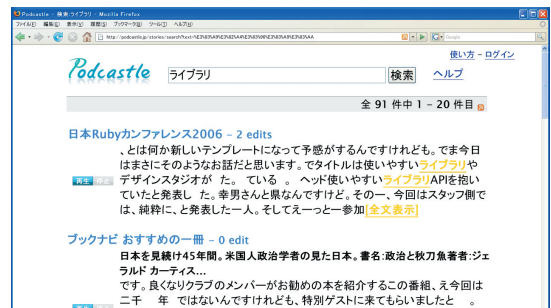 Podcastle - 検索:ライブラリ - Mozilla Firefox
ファイル(F) 編集(E) 表示(V) 履歴(S) ブックマーク(B) ツール(T) ヘルプ(H)
Google
使い方 - ログイン
Podcastle ライブラリ 検索 ヘルプ
全 91 件中 1 - 20 件目
日本Rubyカンファレンス2006 - 2 edits
、とは何か新しいテンプレートになって予感がするんですけれども。でま今日
はまさにそのようなお話だと思います。でタイトルは使いやすいライブラリや
再生 停止 デザインスタジオが た。 ている 。 ヘッド使いやすいライブラリAPIを抱い
ていたと発表し た。幸男さんと県なんですけど。その一、今回はスタッフ側で
は、純粋に、と発表した一人。そしてえーっと一参加[全文表示]
ブックナビ おすすめの一冊 - 0 edit
日本を見続け45年間。米国人政治学者の見た日本。書名:政治と秋刀魚著者:ジェ
ラルド カーティス...
です。良くなりクラブのメンバーがお勧めの本を紹介するこの番組、え今回は
二千 年 ではないんですけれども、特別ゲストに来てもらいましたと 。